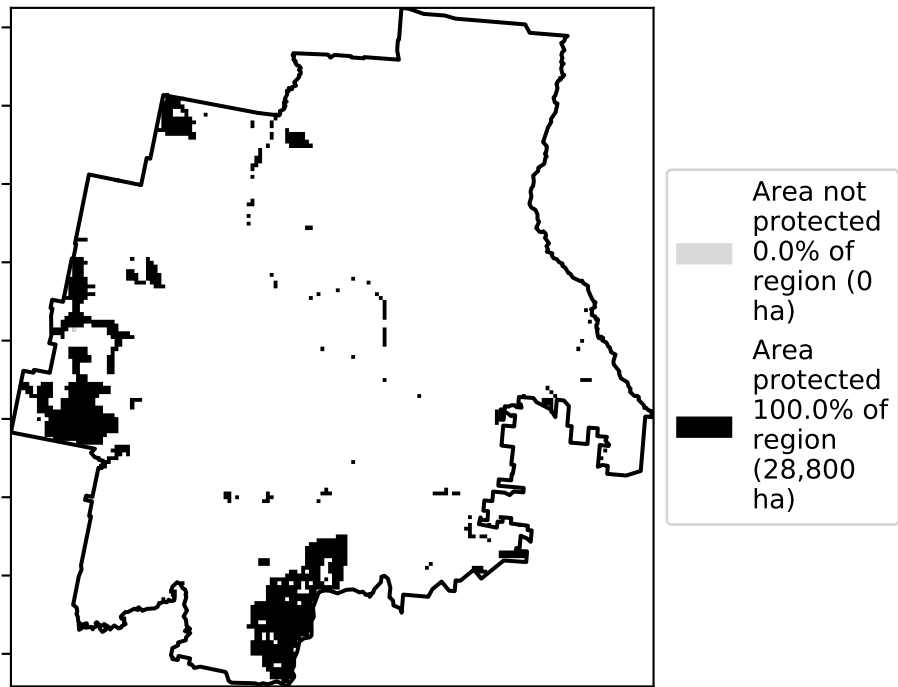 Area not
protected
0.0% of
region (0
ha)
Area
protected
100.0% of
region
(28,800
ha)